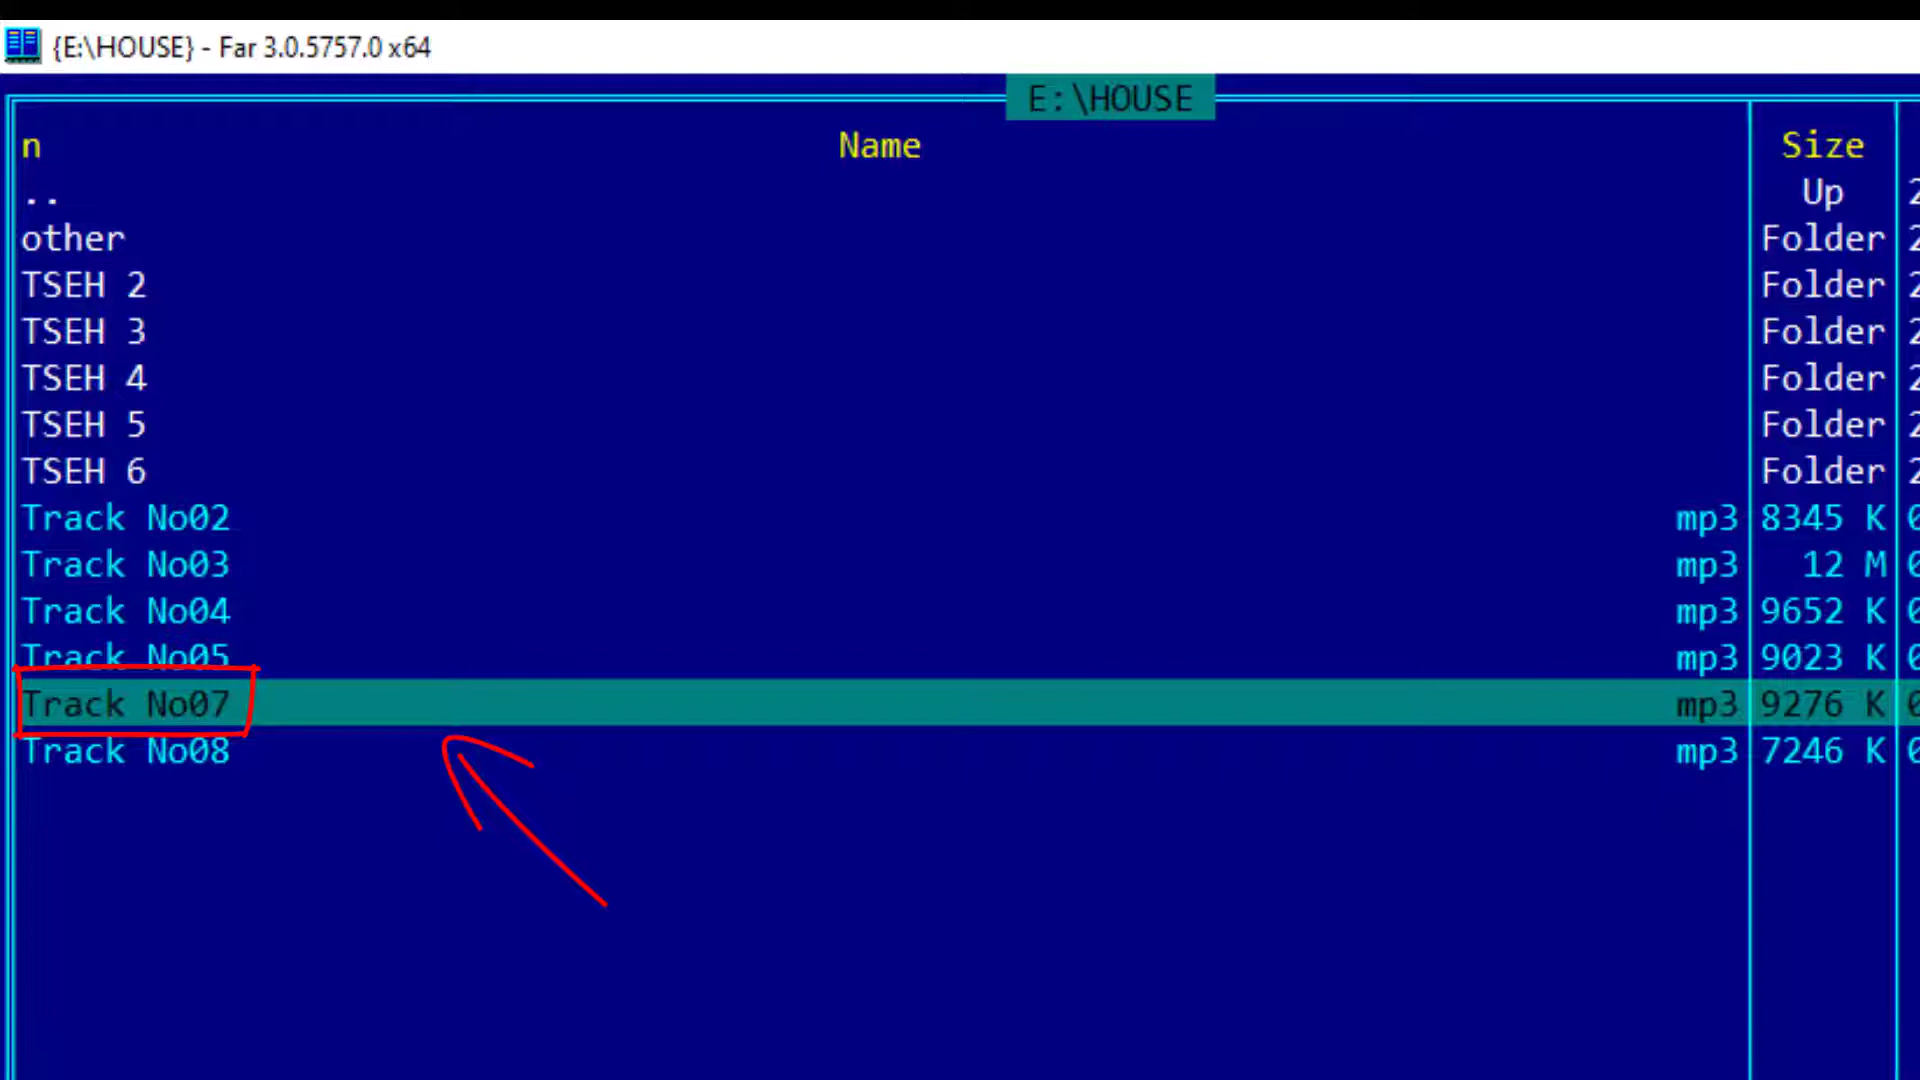 {E:\HOUSE} - Far 3.0.5757.0 x64
E:\HOUSE
n Name Size
.. Up
other Folder
TSEH 2 Folder
TSEH 3 Folder
TSEH 4 Folder
TSEH 5 Folder
TSEH 6 Folder
Track No02 mp3 8345 K
Track No03 mp3 12 M
Track No04 mp3 9652 K
Track No05 mp3 9023 K
Track No07 mp3 9276 K
Track No08 mp3 7246 K